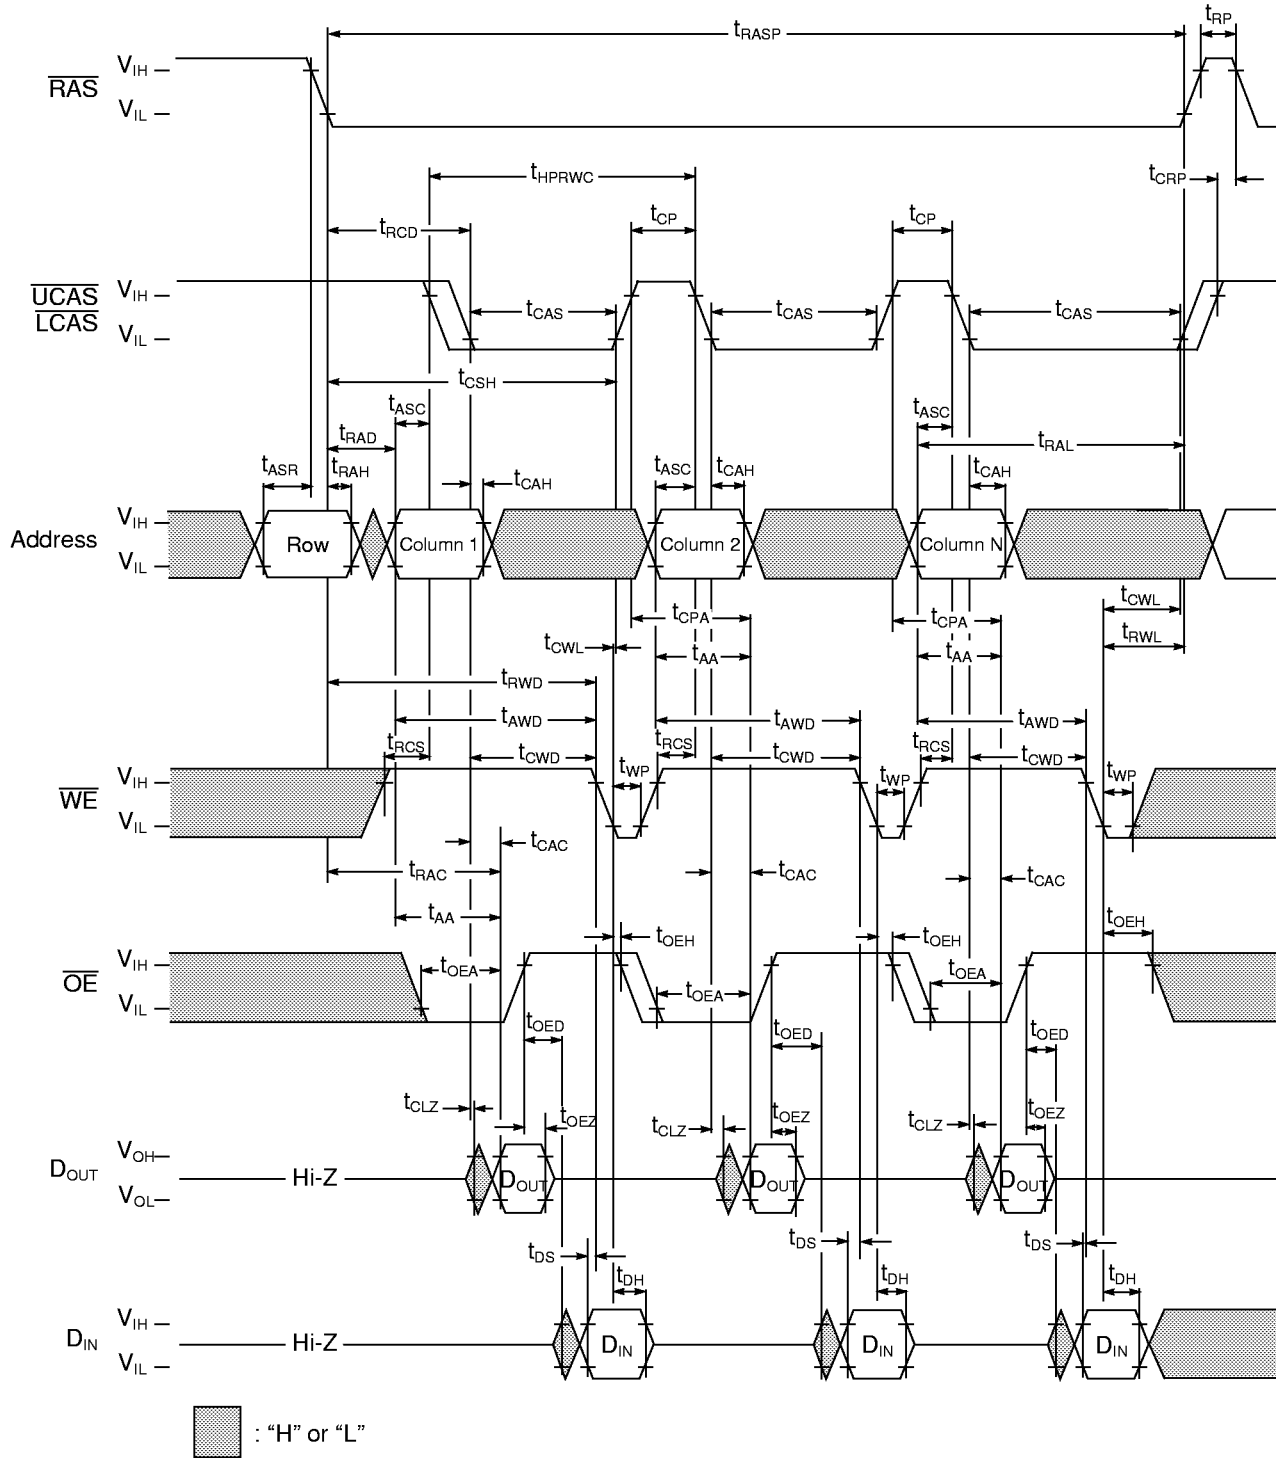 tRP
tRASP
RAS
VIH
VIL
tHPRWC
tCRP
tRCD
tCP
tCP
UCAS
LCAS
VIH
VIL
tCAS
tCAS
tCAS
tCSH
tASC
tASC
tRAD
tRAL
tASR
tRAH
tCAH
tASC
tCAH
tCAH
Address
VIH
VIL
Row
Column 1
Column 2
Column N
tCWL
tCPA
tCPA
tCWL
tAA
tAA
tRWL
tRWD
tAWD
tAWD
tAWD
tRCS
tCWD
tRCS
tCWD
tRCS
tCWD
WE
VIH
VIL
tWP
tWP
tWP
tCAC
tRAC
tCAC
tCAC
tAA
tOEH
tOEH
tOEH
OE
VIH
VIL
tOEA
tOEA
tOEA
tOED
tOED
tOED
tCLZ
tOEZ
tCLZ
tOEZ
tCLZ
tOEZ
DOUT
VOH
VOL
Hi-Z
DOUT
DOUT
DOUT
tDS
tDS
tDS
tDH
tDH
tDH
DIN
VIH
VIL
Hi-Z
DIN
DIN
DIN
: “H” or “L”